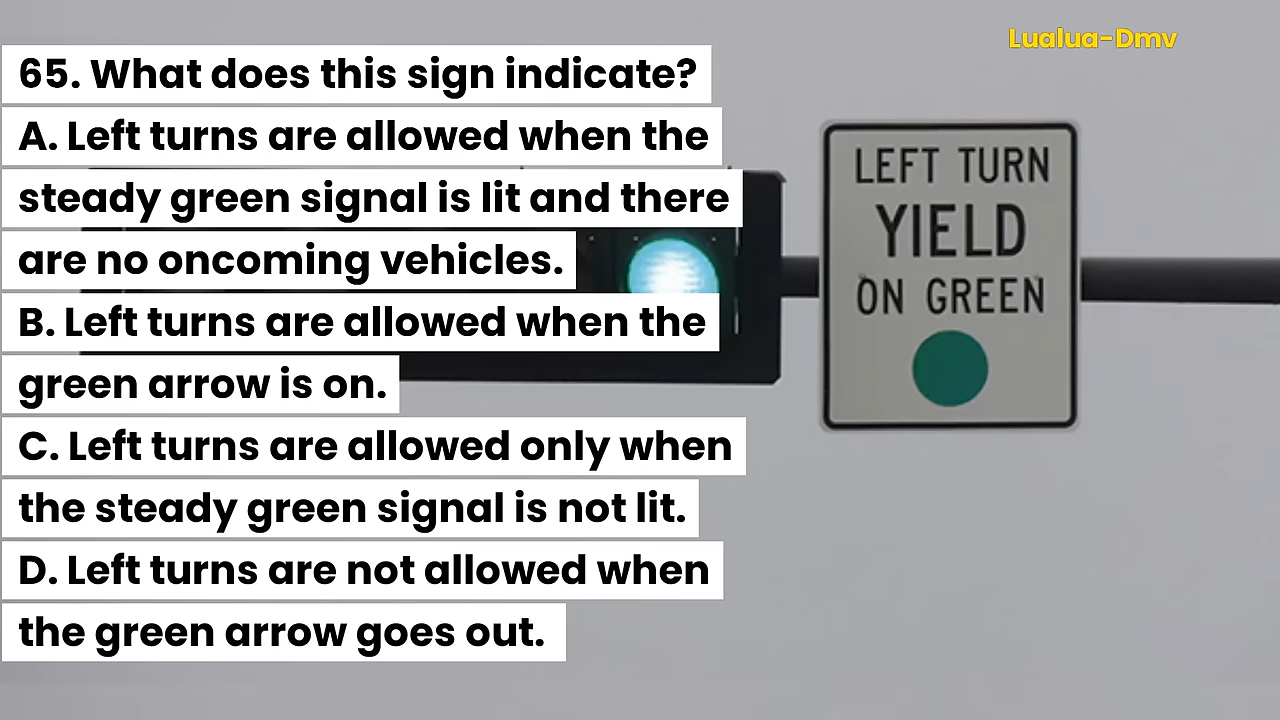 Lualua-Dmv
65. What does this sign indicate?
A. Left turns are allowed when the
steady green signal is lit and there
are no oncoming vehicles.
B. Left turns are allowed when the
green arrow is on.
C. Left turns are allowed only when
the steady green signal is not lit.
D. Left turns are not allowed when
the green arrow goes out.
LEFT TURN
YIELD
ON GREEN